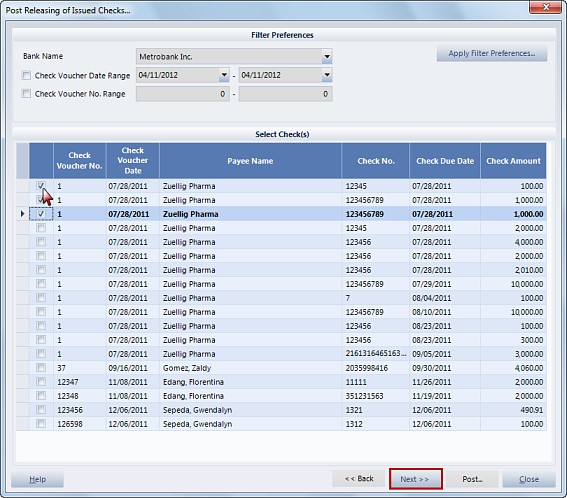 Post Releasing of Issued Checks...
Filter Preferences
Bank Name Metrobank Inc. Apply Filter Preferences...
Check Voucher Date Range 04/11/2012 - 04/11/2012
Check Voucher No. Range 0 - 0
Select Check(s)
Check Voucher No. Check Voucher Date Payee Name Check No. Check Due Date Check Amount
1 07/28/2011 Zuellig Pharma 12345 07/28/2011 100.00
1 07/28/2011 Zuellig Pharma 123456789 07/28/2011 1,000.00
1 07/28/2011 Zuellig Pharma 123456789 07/28/2011 1,000.00
1 07/28/2011 Zuellig Pharma 12345 07/28/2011 2,000.00
1 07/28/2011 Zuellig Pharma 123456 07/28/2011 4,000.00
1 07/28/2011 Zuellig Pharma 123456 07/28/2011 2,000.00
1 07/28/2011 Zuellig Pharma 123456 07/28/2011 2,010.00
1 07/28/2011 Zuellig Pharma 123456789 07/29/2011 10,000.00
1 07/28/2011 Zuellig Pharma 7 08/04/2011 100.00
1 07/28/2011 Zuellig Pharma 123456789 08/10/2011 10,000.00
1 07/28/2011 Zuellig Pharma 123456 08/23/2011 100.00
1 07/28/2011 Zuellig Pharma 123456 08/23/2011 300.00
1 07/28/2011 Zuellig Pharma 2161316465163... 09/05/2011 3,000.00
37 09/16/2011 Gomez, Zaldy 2035998416 09/30/2011 4,060.00
12347 11/08/2011 Edang, Florentina 11111 11/26/2011 2,000.00
12348 11/08/2011 Edang, Florentina 351231563 11/19/2011 2,000.00
123456 12/06/2011 Sepeda, Gwendalyn 1321 12/06/2011 490.91
126598 12/06/2011 Sepeda, Gwendalyn 1312 12/06/2011 100.00
Help << Back Next >> Post... Close